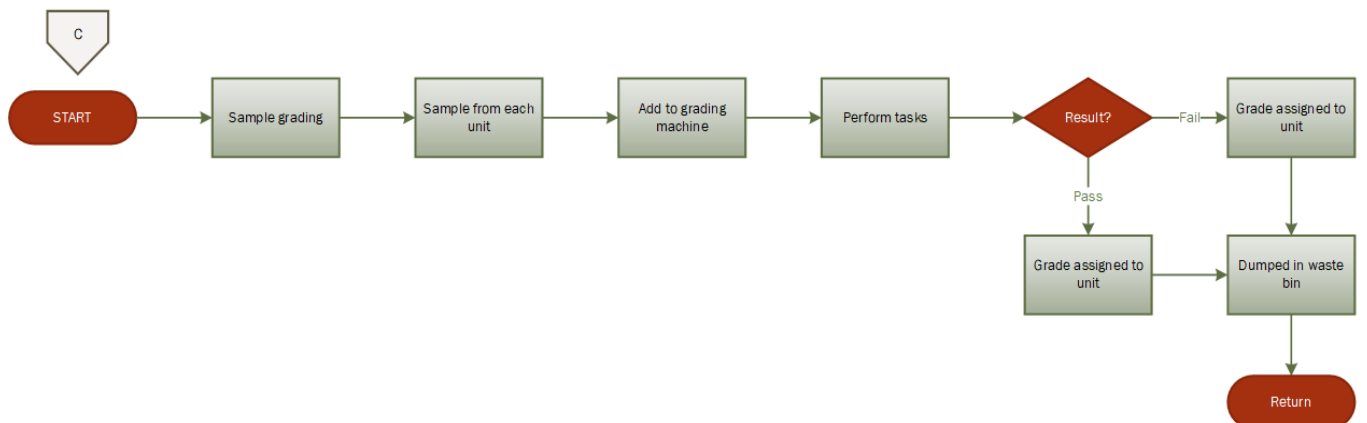 C
START
Sample grading
Sample from each
unit
Add to grading
machine
Perform tasks
Result?
Fail
Grade assigned to
unit
Pass
Grade assigned to
unit
Dumped in waste
bin
Return